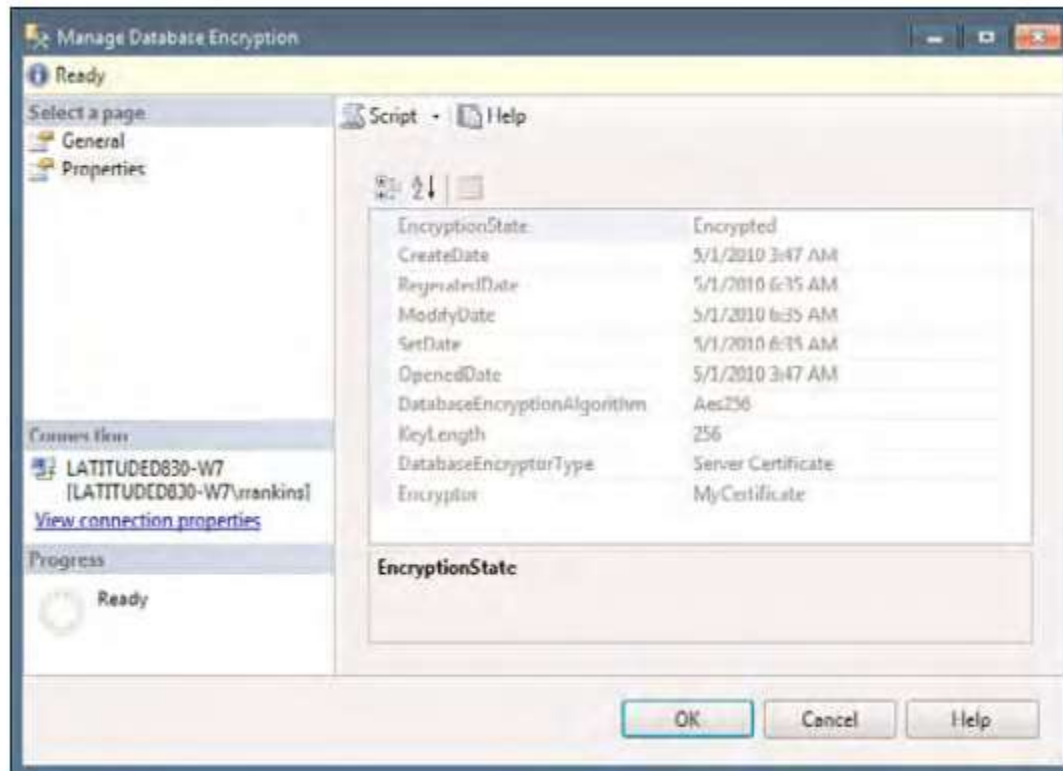 Manage Database Encryption
Ready
Select a page
General
Properties
Script
Help
EncryptionState Encrypted
CreateDate 5/1/2010 3:47 AM
RegeratedDate 5/1/2010 6:35 AM
ModifyDate 5/1/2010 6:35 AM
SetDate 5/1/2010 6:35 AM
OpenedDate 5/1/2010 3:47 AM
DatabaseEncryptionAlgorithm Aes256
KeyLength 256
DatabaseEncryptorType Server Certificate
Encryptor MyCertificate
Connection
LATITUDED830-W7
[LATITUDED830-W7\rrankins]
View connection properties
Progress
Ready
EncryptionState
OK Cancel Help